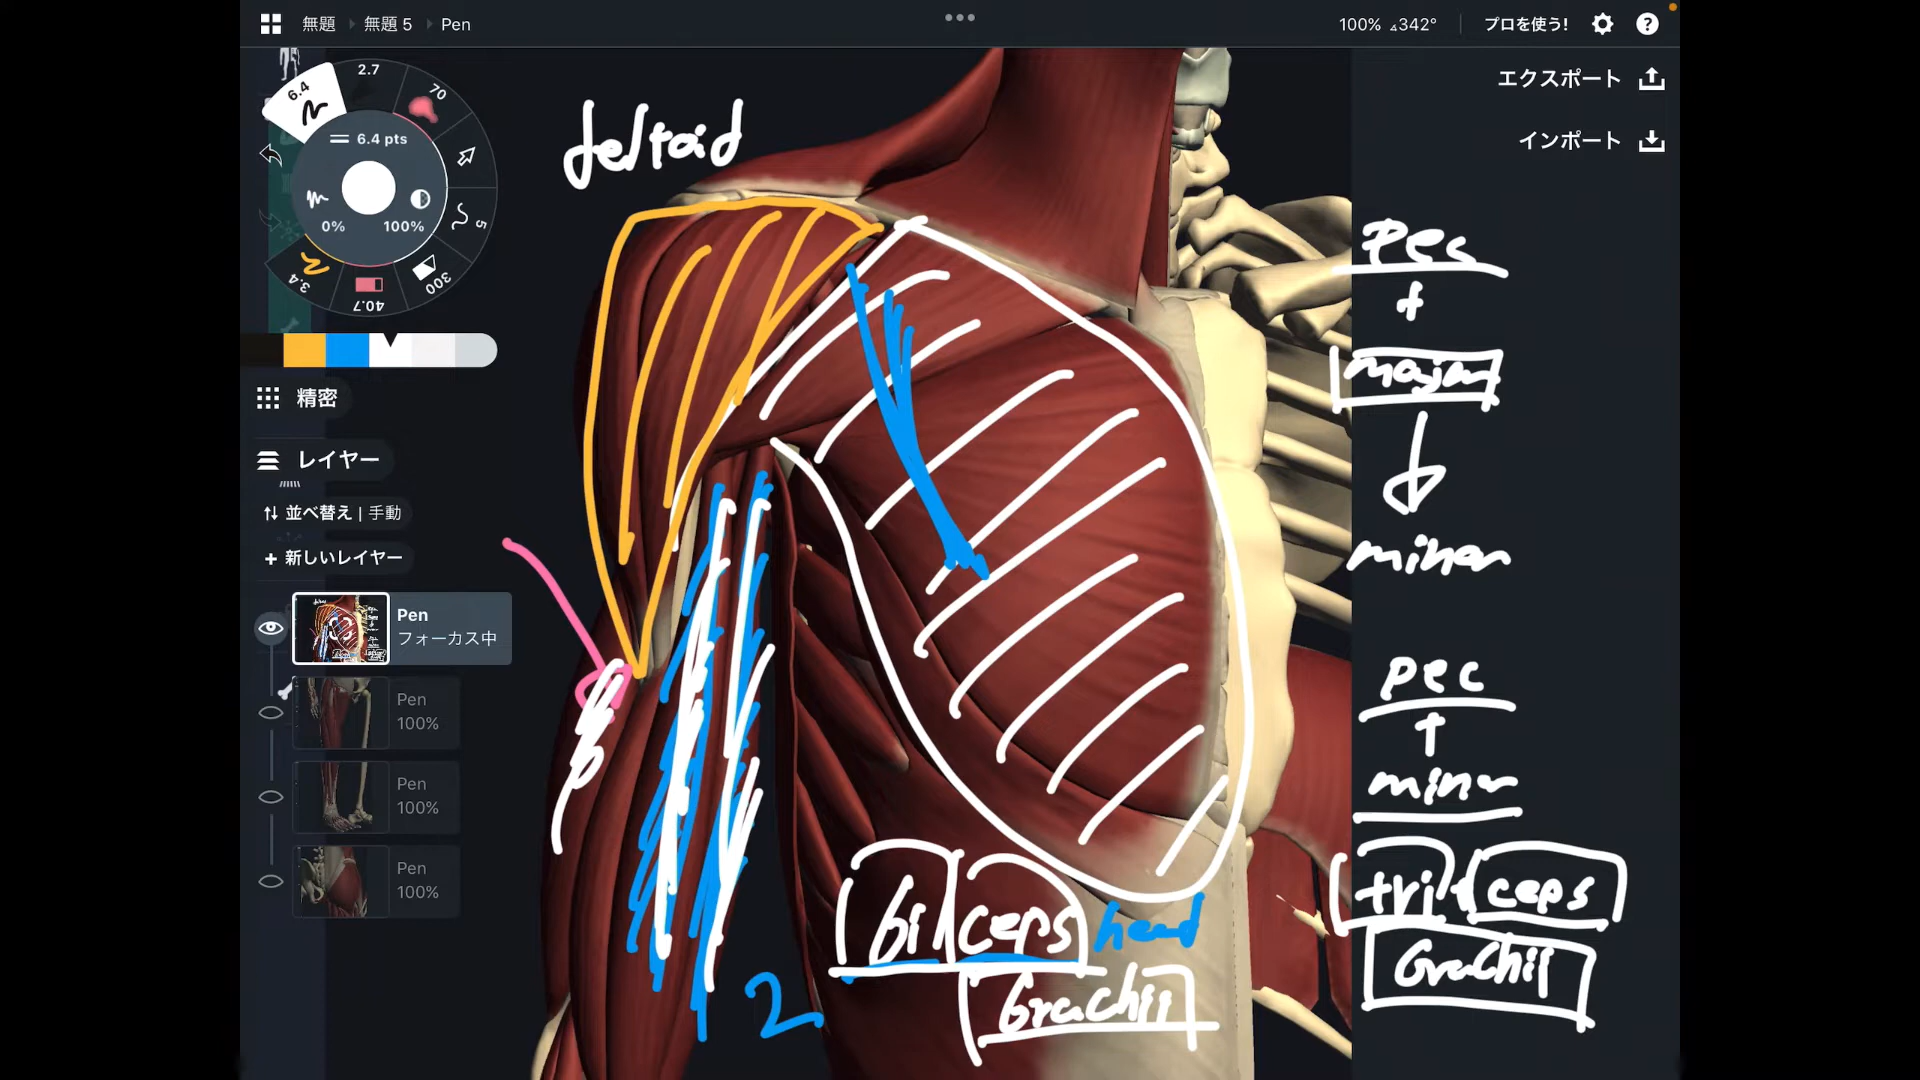 無題 無題 5 Pen
100% ⊿342° プロを使う!
エクスポート
インポート
2.7
6.4
70
6.4 pts
5
0% 100%
3.4
40.7
300
精密
レイヤー
並べ替え | 手動
+ 新しいレイヤー
Pen
フォーカス中
Pen
100%
Pen
100%
Pen
100%
deltoid
pec
+
major
minor
pec
+
minor
tri ceps
brachii
bi ceps head
brachii
2